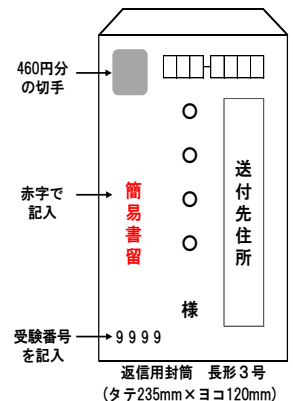 460円分
の切手
赤字で
記入
簡易書留
○○○○ 様
送付先住所
受験番号
を記入
9999
返信用封筒 長形3号
(タテ235mm×ヨコ120mm)